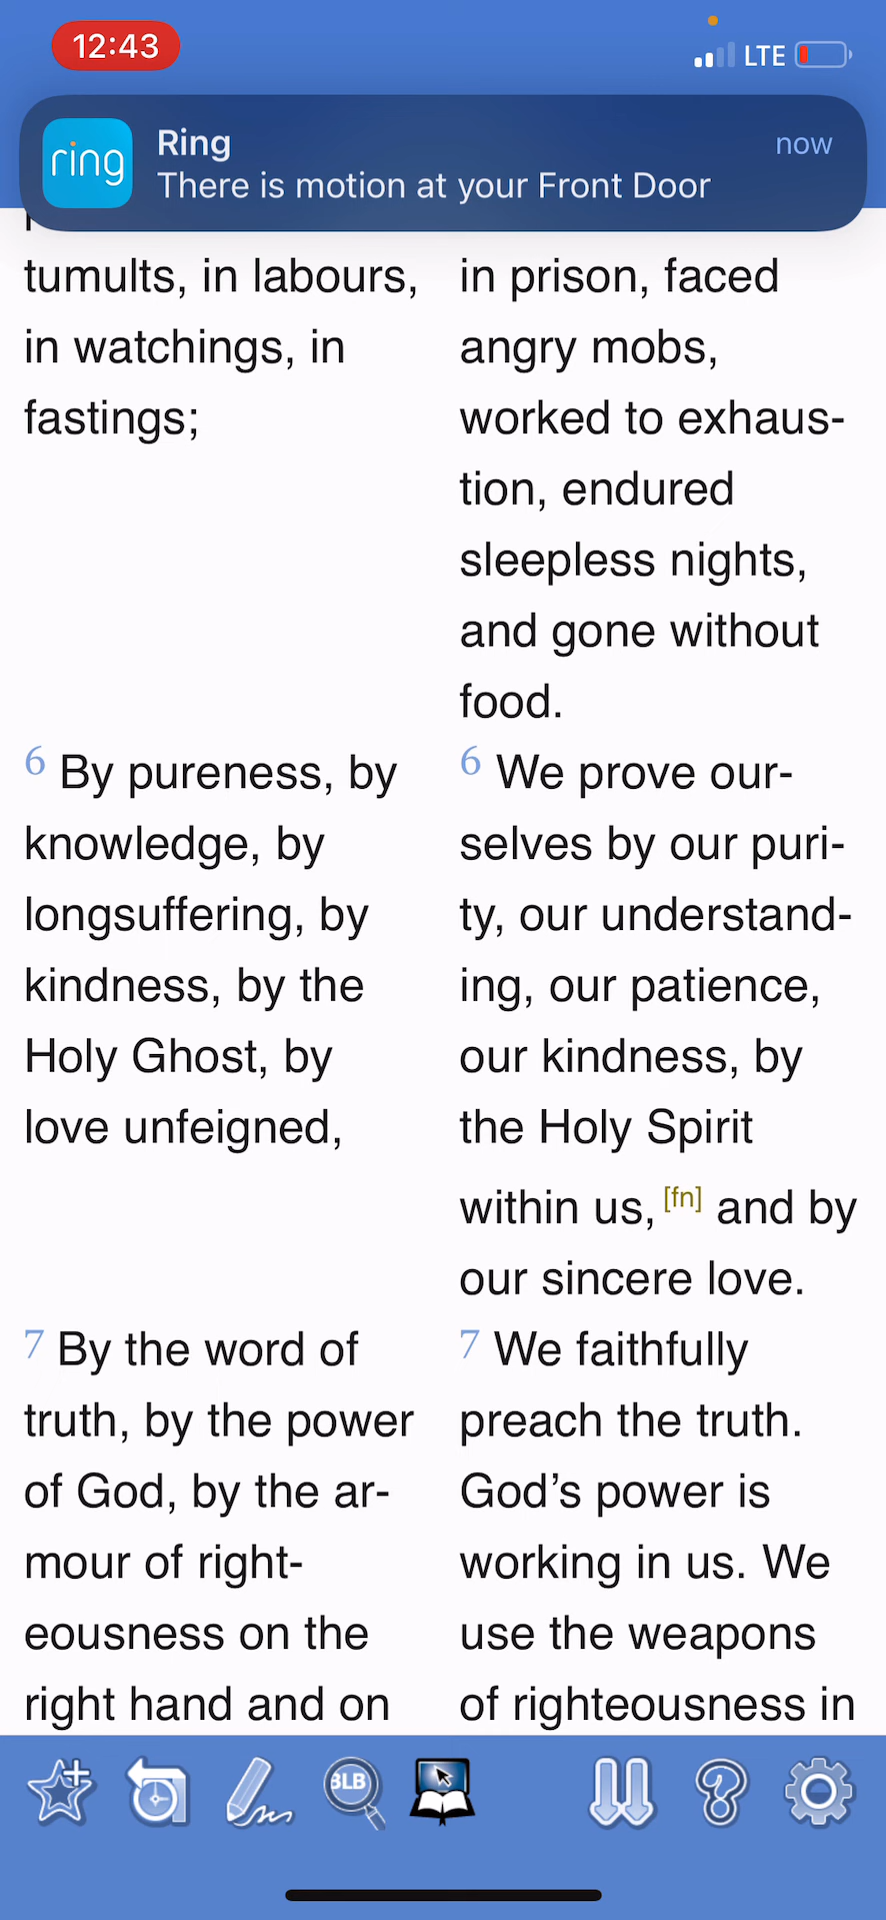 12:43
LTE
ring
Ring
now
There is motion at your Front Door
tumults, in labours,
in watchings, in
fastings;
in prison, faced
angry mobs,
worked to exhaus-
tion, endured
sleepless nights,
and gone without
food.
6 By pureness, by
knowledge, by
longsuffering, by
kindness, by the
Holy Ghost, by
love unfeigned,
6 We prove our-
selves by our puri-
ty, our understand-
ing, our patience,
our kindness, by
the Holy Spirit
within us,[fn] and by
our sincere love.
7 By the word of
truth, by the power
of God, by the ar-
mour of right-
eousness on the
right hand and on
7 We faithfully
preach the truth.
God’s power is
working in us. We
use the weapons
of righteousness in
BLB